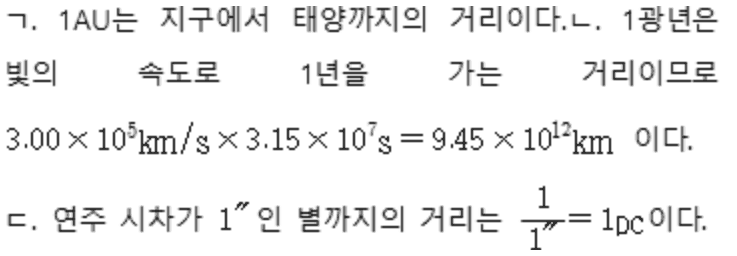 ㄱ. 1AU는 지구에서 태양까지의 거리이다.ㄴ. 1광년은
빛의 속도로 1년을 가는 거리이므로
3.00 × 10⁵km/s × 3.15 × 10⁷s = 9.45 × 10¹²km 이다.
ㄷ. 연주 시차가 1″인 별까지의 거리는 1/1″ = 1pc이다.